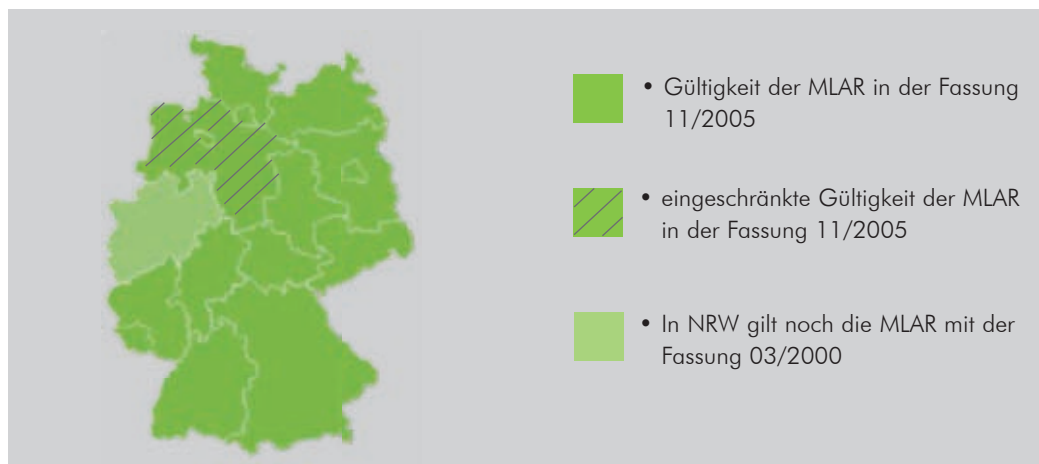 • Gültigkeit der MLAR in der Fassung
11/2005
• eingeschränkte Gültigkeit der MLAR
in der Fassung 11/2005
• In NRW gilt noch die MLAR mit der
Fassung 03/2000